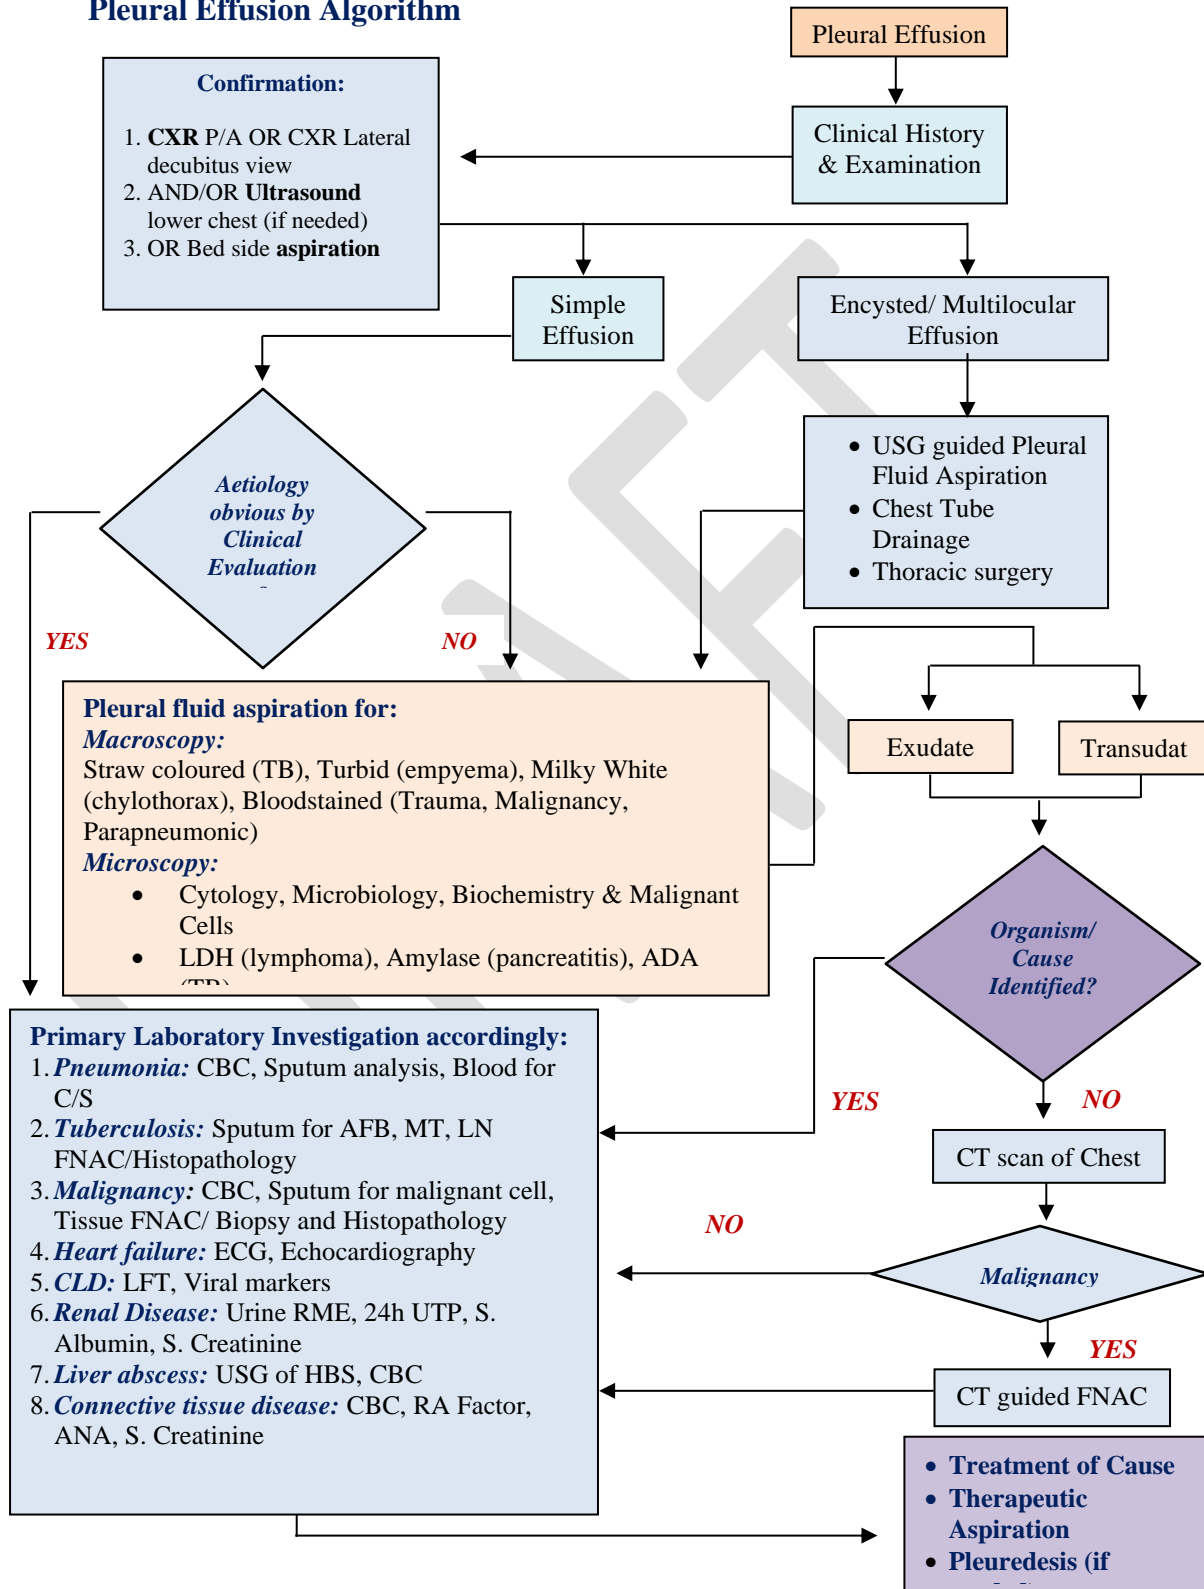 Pleural Effusion Algorithm
Pleural Effusion
Confirmation:
1. CXR P/A OR CXR Lateral
decubitus view
2. AND/OR Ultrasound
lower chest (if needed)
3. OR Bed side aspiration
Clinical History
& Examination
Simple
Effusion
Encysted/ Multilocular
Effusion
Aetiology
obvious by
Clinical
Evaluation
• USG guided Pleural
Fluid Aspiration
• Chest Tube
Drainage
• Thoracic surgery
YES
NO
Pleural fluid aspiration for:
Macroscopy:
Straw coloured (TB), Turbid (empyema), Milky White
(chylothorax), Bloodstained (Trauma, Malignancy,
Parapneumonic)
Microscopy:
• Cytology, Microbiology, Biochemistry & Malignant
Cells
• LDH (lymphoma), Amylase (pancreatitis), ADA
(TB)
Exudate
Transudat
Organism/
Cause
Identified?
YES
NO
Primary Laboratory Investigation accordingly:
1. Pneumonia: CBC, Sputum analysis, Blood for
C/S
2. Tuberculosis: Sputum for AFB, MT, LN
FNAC/Histopathology
3. Malignancy: CBC, Sputum for malignant cell,
Tissue FNAC/ Biopsy and Histopathology
4. Heart failure: ECG, Echocardiography
5. CLD: LFT, Viral markers
6. Renal Disease: Urine RME, 24h UTP, S.
Albumin, S. Creatinine
7. Liver abscess: USG of HBS, CBC
8. Connective tissue disease: CBC, RA Factor,
ANA, S. Creatinine
CT scan of Chest
NO
Malignancy
YES
CT guided FNAC
• Treatment of Cause
• Therapeutic
Aspiration
• Pleuredesis (if